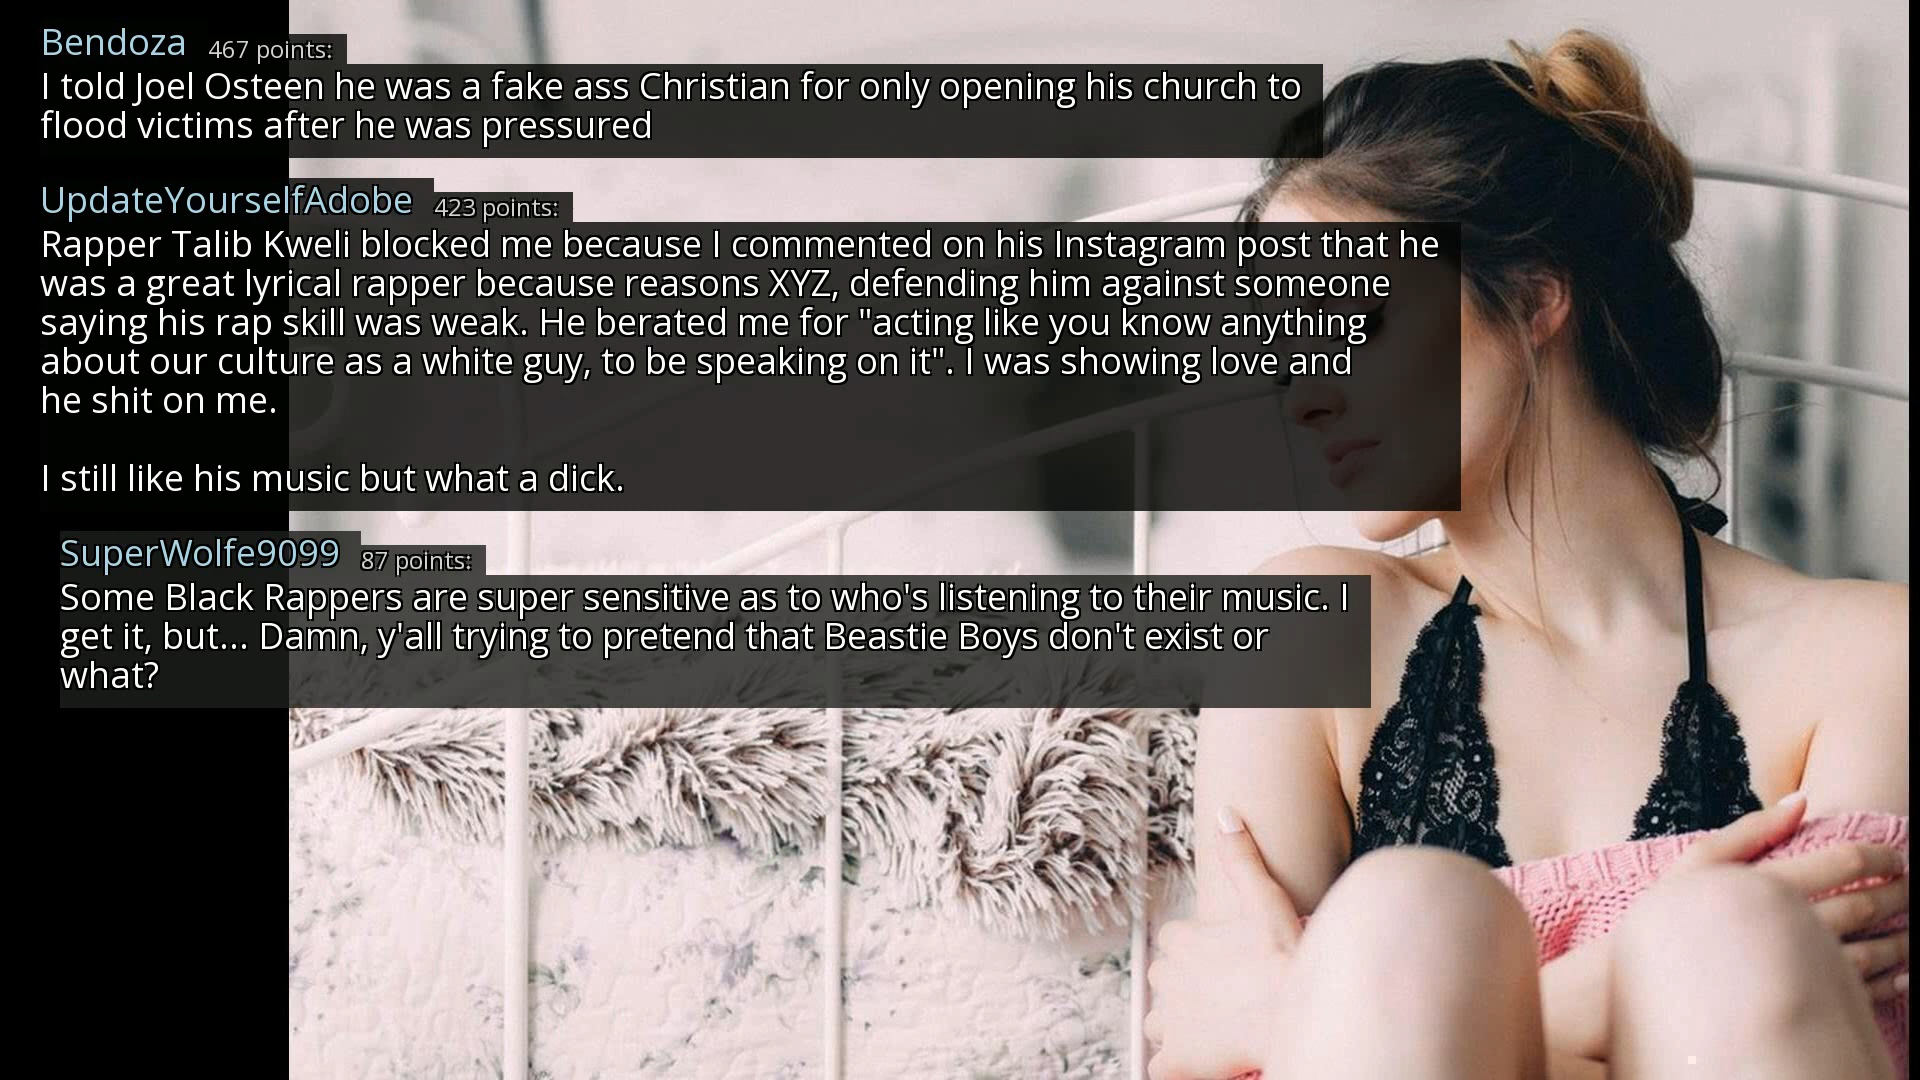 Bendoza 467 points:
I told Joel Osteen he was a fake ass Christian for only opening his church to
flood victims after he was pressured
UpdateYourselfAdobe 423 points:
Rapper Talib Kweli blocked me because I commented on his Instagram post that he
was a great lyrical rapper because reasons XYZ, defending him against someone
saying his rap skill was weak. He berated me for "acting like you know anything
about our culture as a white guy, to be speaking on it". I was showing love and
he shit on me.
I still like his music but what a dick.
SuperWolfe9099 87 points:
Some Black Rappers are super sensitive as to who's listening to their music. I
get it, but... Damn, y'all trying to pretend that Beastie Boys don't exist or
what?